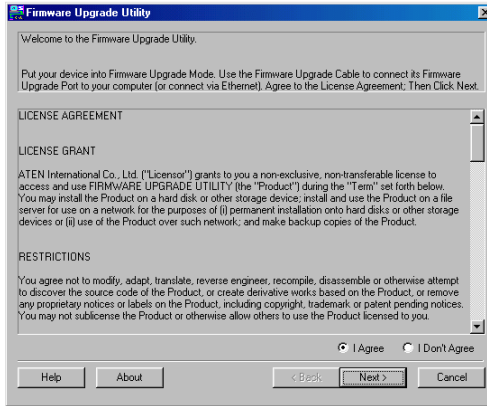 Firmware Upgrade Utility
Welcome to the Firmware Upgrade Utility.
Put your device into Firmware Upgrade Mode. Use the Firmware Upgrade Cable to connect its Firmware
Upgrade Port to your computer (or connect via Ethernet). Agree to the License Agreement; Then Click Next.
LICENSE AGREEMENT
LICENSE GRANT
ATEN International Co., Ltd. ("Licensor") grants to you a non-exclusive, non-transferable license to
access and use FIRMWARE UPGRADE UTILITY (the "Product") during the "Term" set forth below.
You may install the Product on a hard disk or other storage device; install and use the Product on a file
server for use on a network for the purposes of (i) permanent installation onto hard disks or other storage
devices or (ii) use of the Product over such network; and make backup copies of the Product.
RESTRICTIONS
You agree not to modify, adapt, translate, reverse engineer, recompile, disassemble or otherwise attempt
to discover the source code of the Product, or create derivative works based on the Product, or remove
any proprietary notices or labels on the Product, including copyright, trademark or patent pending notices.
You may not sublicense the Product or otherwise allow others to use the Product licensed to you.
I Agree I Don't Agree
Help About < Back Next > Cancel